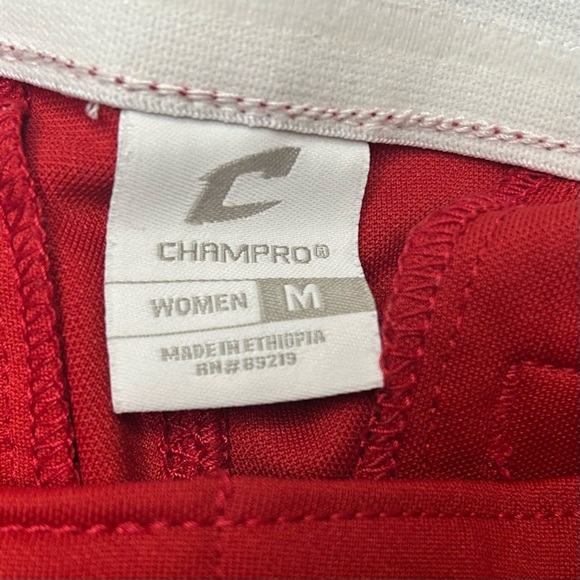 CHAMPRO®
WOMEN M
MADE IN ETHIOPIA
RN# 89219